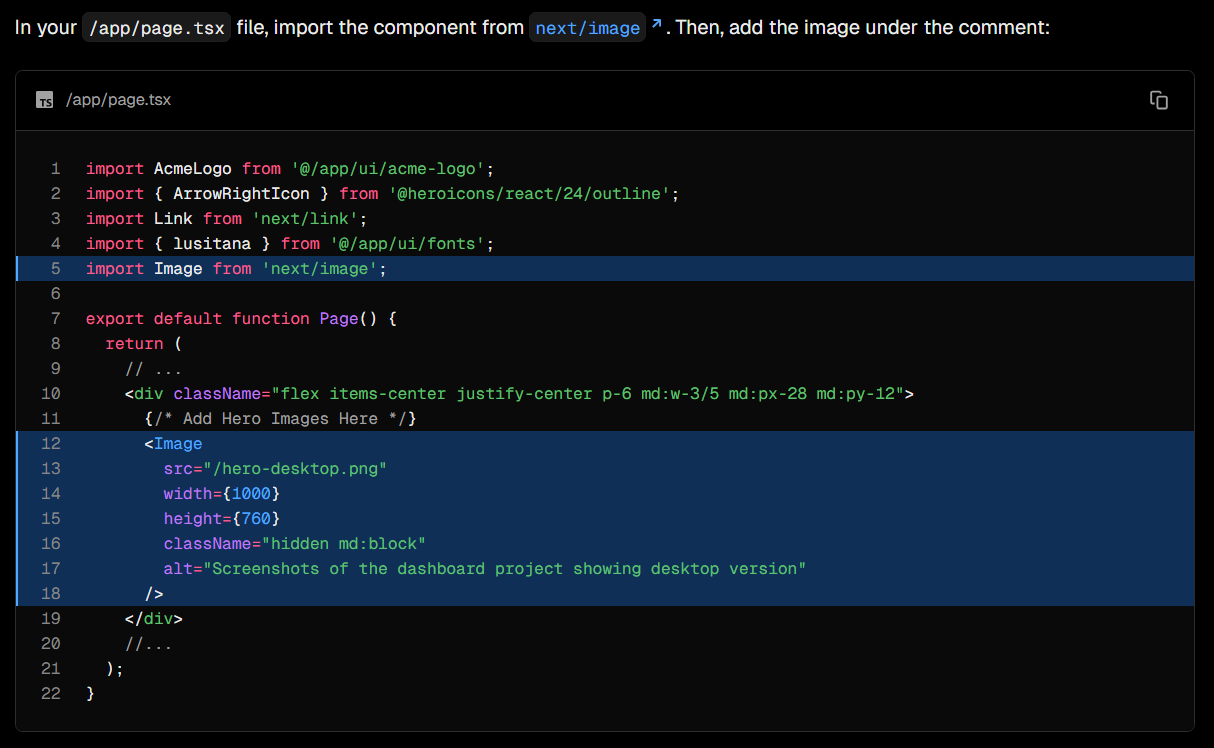 In your /app/page.tsx file, import the component from next/image ↗. Then, add the image under the comment:
TS /app/page.tsx
1 import AcmeLogo from '@/app/ui/acme-logo';
2 import { ArrowRightIcon } from '@heroicons/react/24/outline';
3 import Link from 'next/link';
4 import { lusitana } from '@/app/ui/fonts';
5 import Image from 'next/image';
6
7 export default function Page() {
8   return (
9     // ...
10     <div className="flex items-center justify-center p-6 md:w-3/5 md:px-28 md:py-12">
11       {/* Add Hero Images Here */}
12       <Image
13         src="/hero-desktop.png"
14         width={1000}
15         height={760}
16         className="hidden md:block"
17         alt="Screenshots of the dashboard project showing desktop version"
18       />
19     </div>
20     //...
21   );
22 }